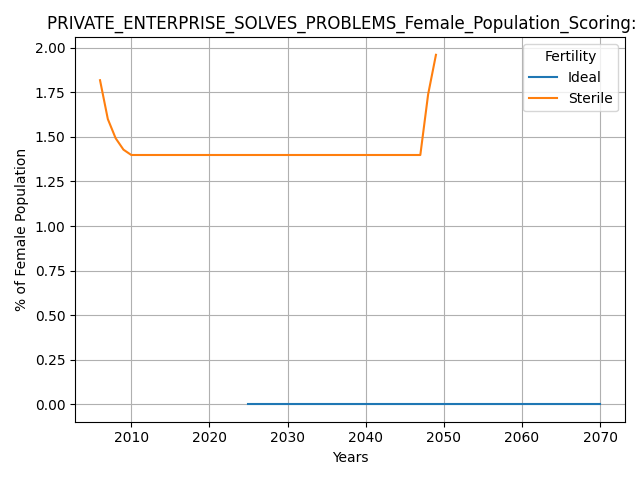 PRIVATE_ENTERPRISE_SOLVES_PROBLEMS_Female_Population_Scoring:
2.00
1.75
1.50
1.25
1.00
0.75
0.50
0.25
0.00
% of Female Population
Fertility
Ideal
Sterile
2010 2020 2030 2040 2050 2060 2070
Years